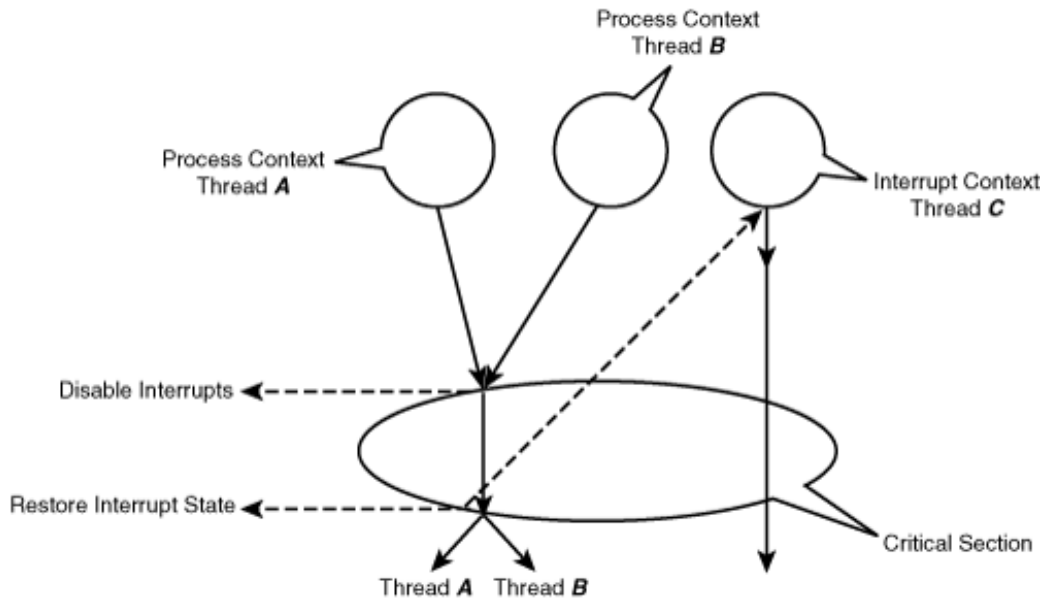 Process Context
Thread B
Process Context
Thread A
Interrupt Context
Thread C
Disable Interrupts
Restore Interrupt State
Critical Section
Thread A Thread B